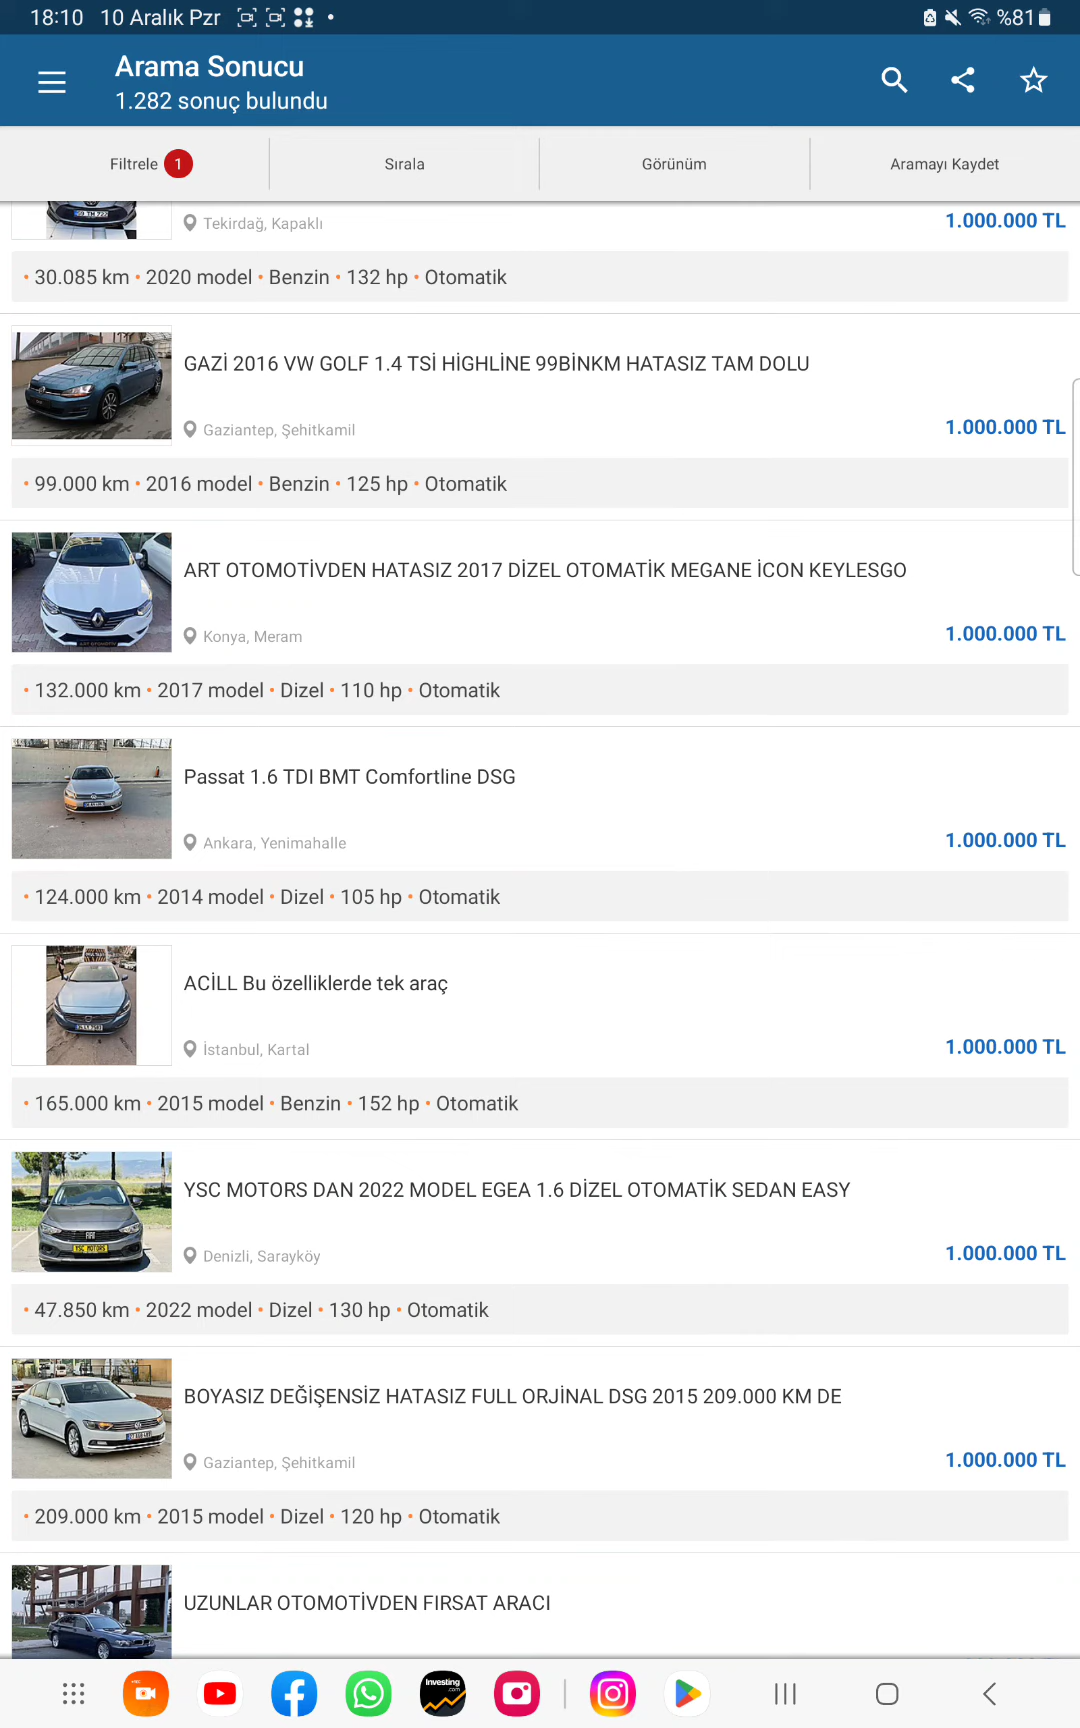 18:10 10 Aralık Pzr %81
Arama Sonucu
1.282 sonuç bulundu
Filtrele 1
Sırala
Görünüm
Aramayı Kaydet
Tekirdağ, Kapaklı
1.000.000 TL
• 30.085 km • 2020 model • Benzin • 132 hp • Otomatik
GAZİ 2016 VW GOLF 1.4 TSİ HİGHLİNE 99BİNKM HATASIZ TAM DOLU
Gaziantep, Şehitkamil
1.000.000 TL
• 99.000 km • 2016 model • Benzin • 125 hp • Otomatik
ART OTOMOTİVDEN HATASIZ 2017 DİZEL OTOMATİK MEGANE İCON KEYLESGO
Konya, Meram
1.000.000 TL
• 132.000 km • 2017 model • Dizel • 110 hp • Otomatik
Passat 1.6 TDI BMT Comfortline DSG
Ankara, Yenimahalle
1.000.000 TL
• 124.000 km • 2014 model • Dizel • 105 hp • Otomatik
ACİLL Bu özelliklerde tek araç
İstanbul, Kartal
1.000.000 TL
• 165.000 km • 2015 model • Benzin • 152 hp • Otomatik
YSC MOTORS DAN 2022 MODEL EGEA 1.6 DİZEL OTOMATİK SEDAN EASY
FIAT
YSC MOTORS
Denizli, Sarayköy
1.000.000 TL
• 47.850 km • 2022 model • Dizel • 130 hp • Otomatik
BOYASIZ DEĞİŞENSİZ HATASIZ FULL ORJİNAL DSG 2015 209.000 KM DE
Gaziantep, Şehitkamil
1.000.000 TL
• 209.000 km • 2015 model • Dizel • 120 hp • Otomatik
UZUNLAR OTOMOTİVDEN FIRSAT ARACI
Investing
.com